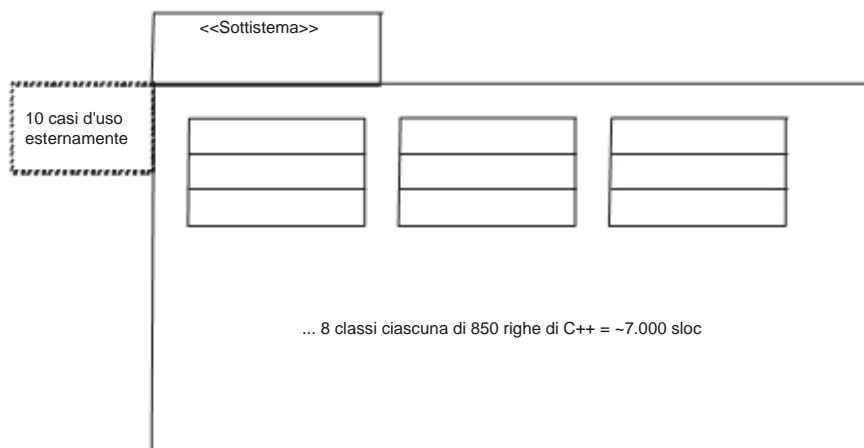 <<Sottistema>>
10 casi d'uso
esternamente
... 8 classi ciascuna di 850 righe di C++ = ~7.000 sloc